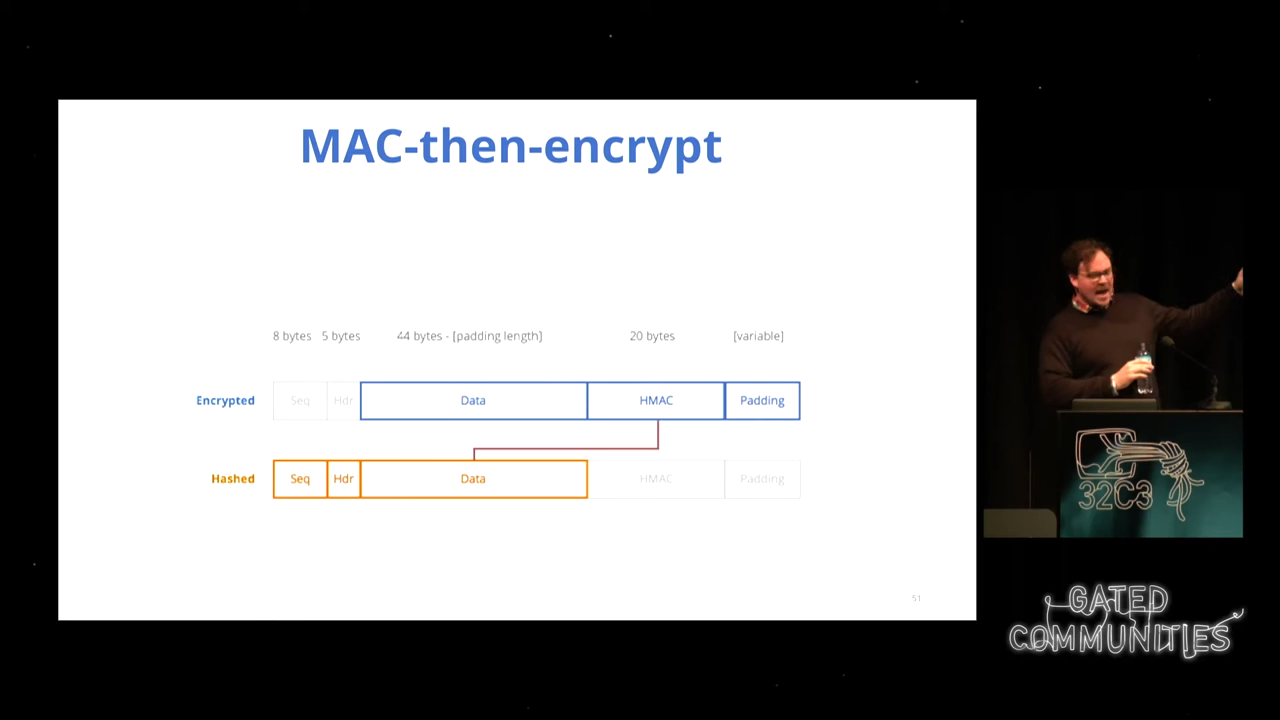 MAC-then-encrypt
8 bytes 5 bytes 44 bytes - [padding length] 20 bytes [variable]
Encrypted Seq Hdr Data HMAC Padding
Hashed Seq Hdr Data HMAC Padding
51
32C3
GATED
COMMUNITIES